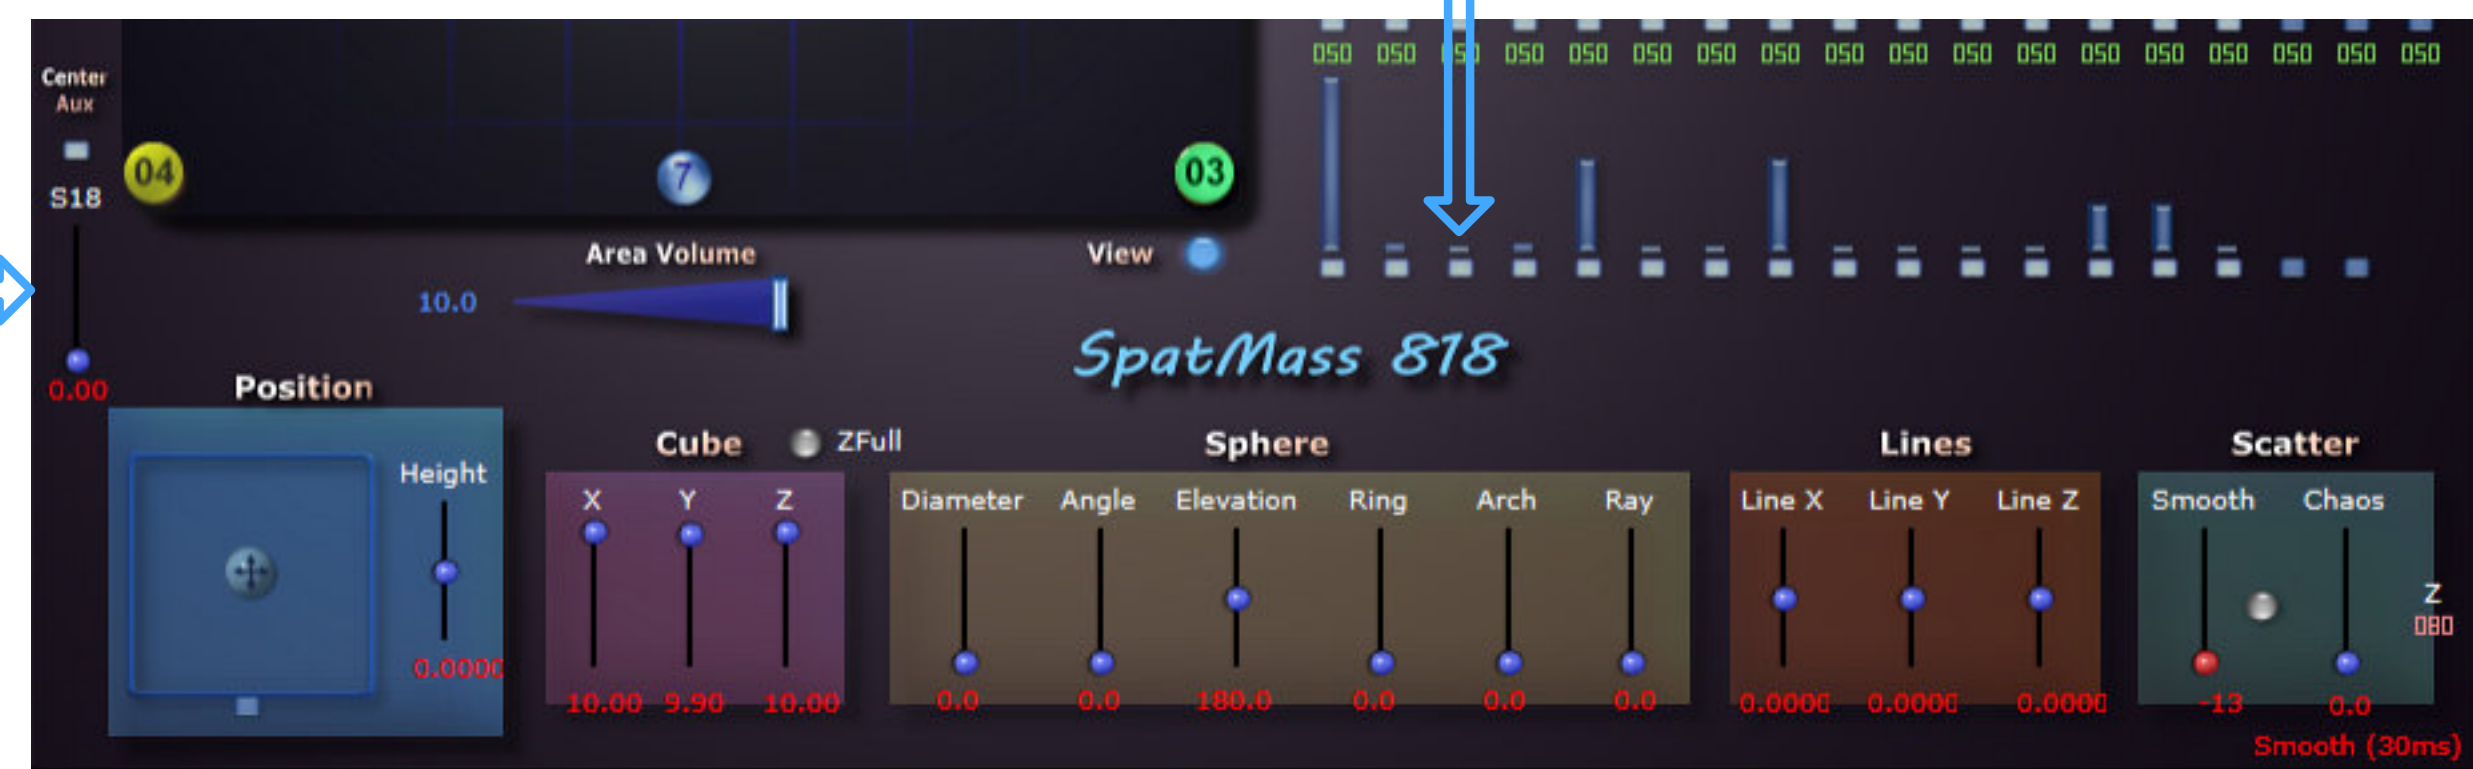 050 050 050 050 050 050 050 050 050 050 050 050 050 050 050 050 050 050
Center
Aux
S18
04
7
03
Area Volume
View
10.0
SpatMass 818
0.00
Position
Height
0.0000
Cube
ZFull
X Y Z
10.00 9.90 10.00
Sphere
Diameter Angle Elevation Ring Arch Ray
0.0 0.0 180.0 0.0 0.0 0.0
Lines
Line X Line Y Line Z
0.0000 0.0000 0.0000
Scatter
Smooth Chaos
-13 0.0
Z
080
Smooth (30ms)